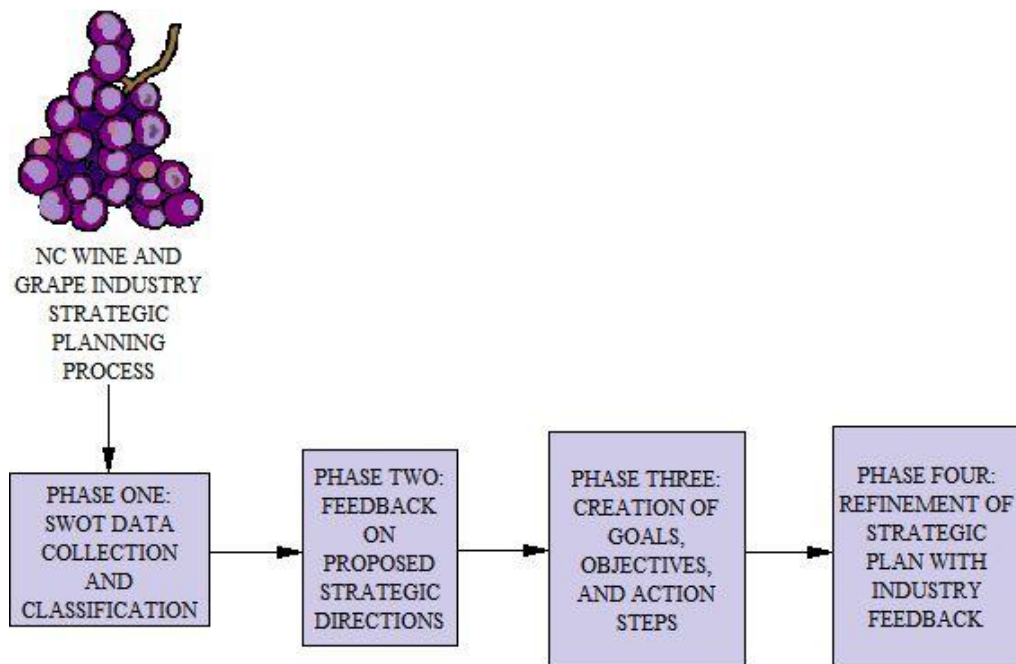 NC WINE AND
GRAPE INDUSTRY
STRATEGIC
PLANNING
PROCESS
PHASE ONE:
SWOT DATA
COLLECTION
AND
CLASSIFICATION
PHASE TWO:
FEEDBACK
ON
PROPOSED
STRATEGIC
DIRECTIONS
PHASE THREE:
CREATION OF
GOALS,
OBJECTIVES,
AND ACTION
STEPS
PHASE FOUR:
REFINEMENT OF
STRATEGIC
PLAN WITH
INDUSTRY
FEEDBACK